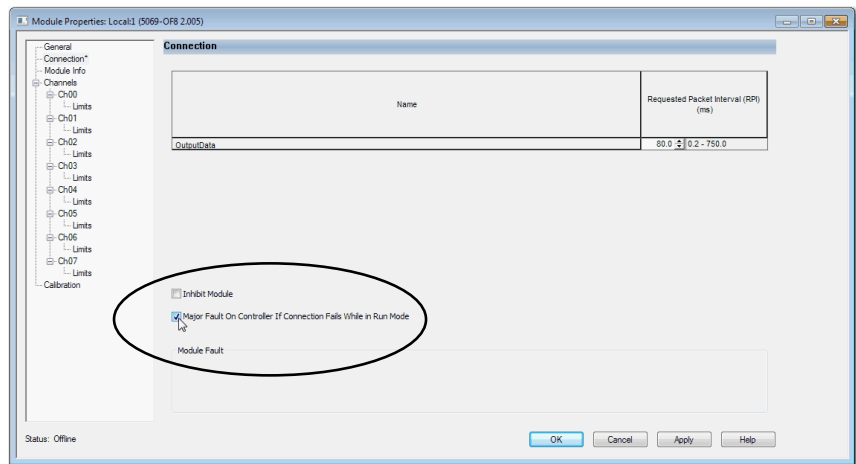 Module Properties: Local:1 (5069-OF8 2.005)
General
Connection*
Module Info
Channels
Ch00
Limits
Ch01
Limits
Ch02
Limits
Ch03
Limits
Ch04
Limits
Ch05
Limits
Ch06
Limits
Ch07
Limits
Calibration
Connection
Name
Requested Packet Interval (RPI)
(ms)
OutputData
80.0 0.2 - 750.0
Inhibit Module
Major Fault On Controller If Connection Fails While in Run Mode
Module Fault
Status: Offline
OK Cancel Apply Help